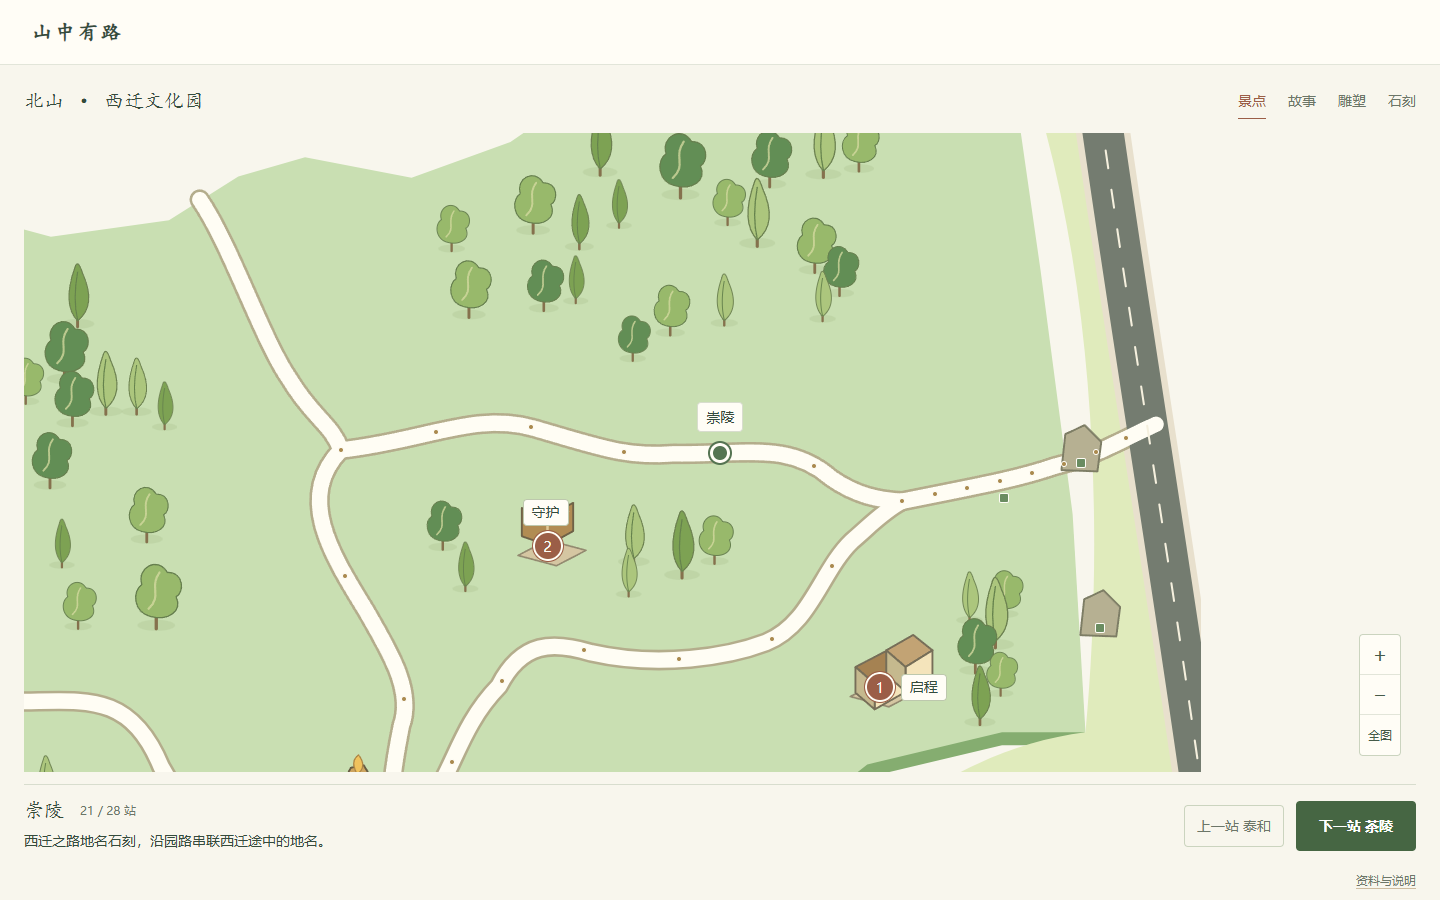 山中有路
北山 • 西迁文化园
景点 故事 雕塑 石刻
崇陵
守护
2
1 启程
+
−
全图
崇陵 21 / 28 站
西迁之路地名石刻，沿园路串联西迁途中的地名。
上一站 泰和
下一站 茶陵
资料与说明